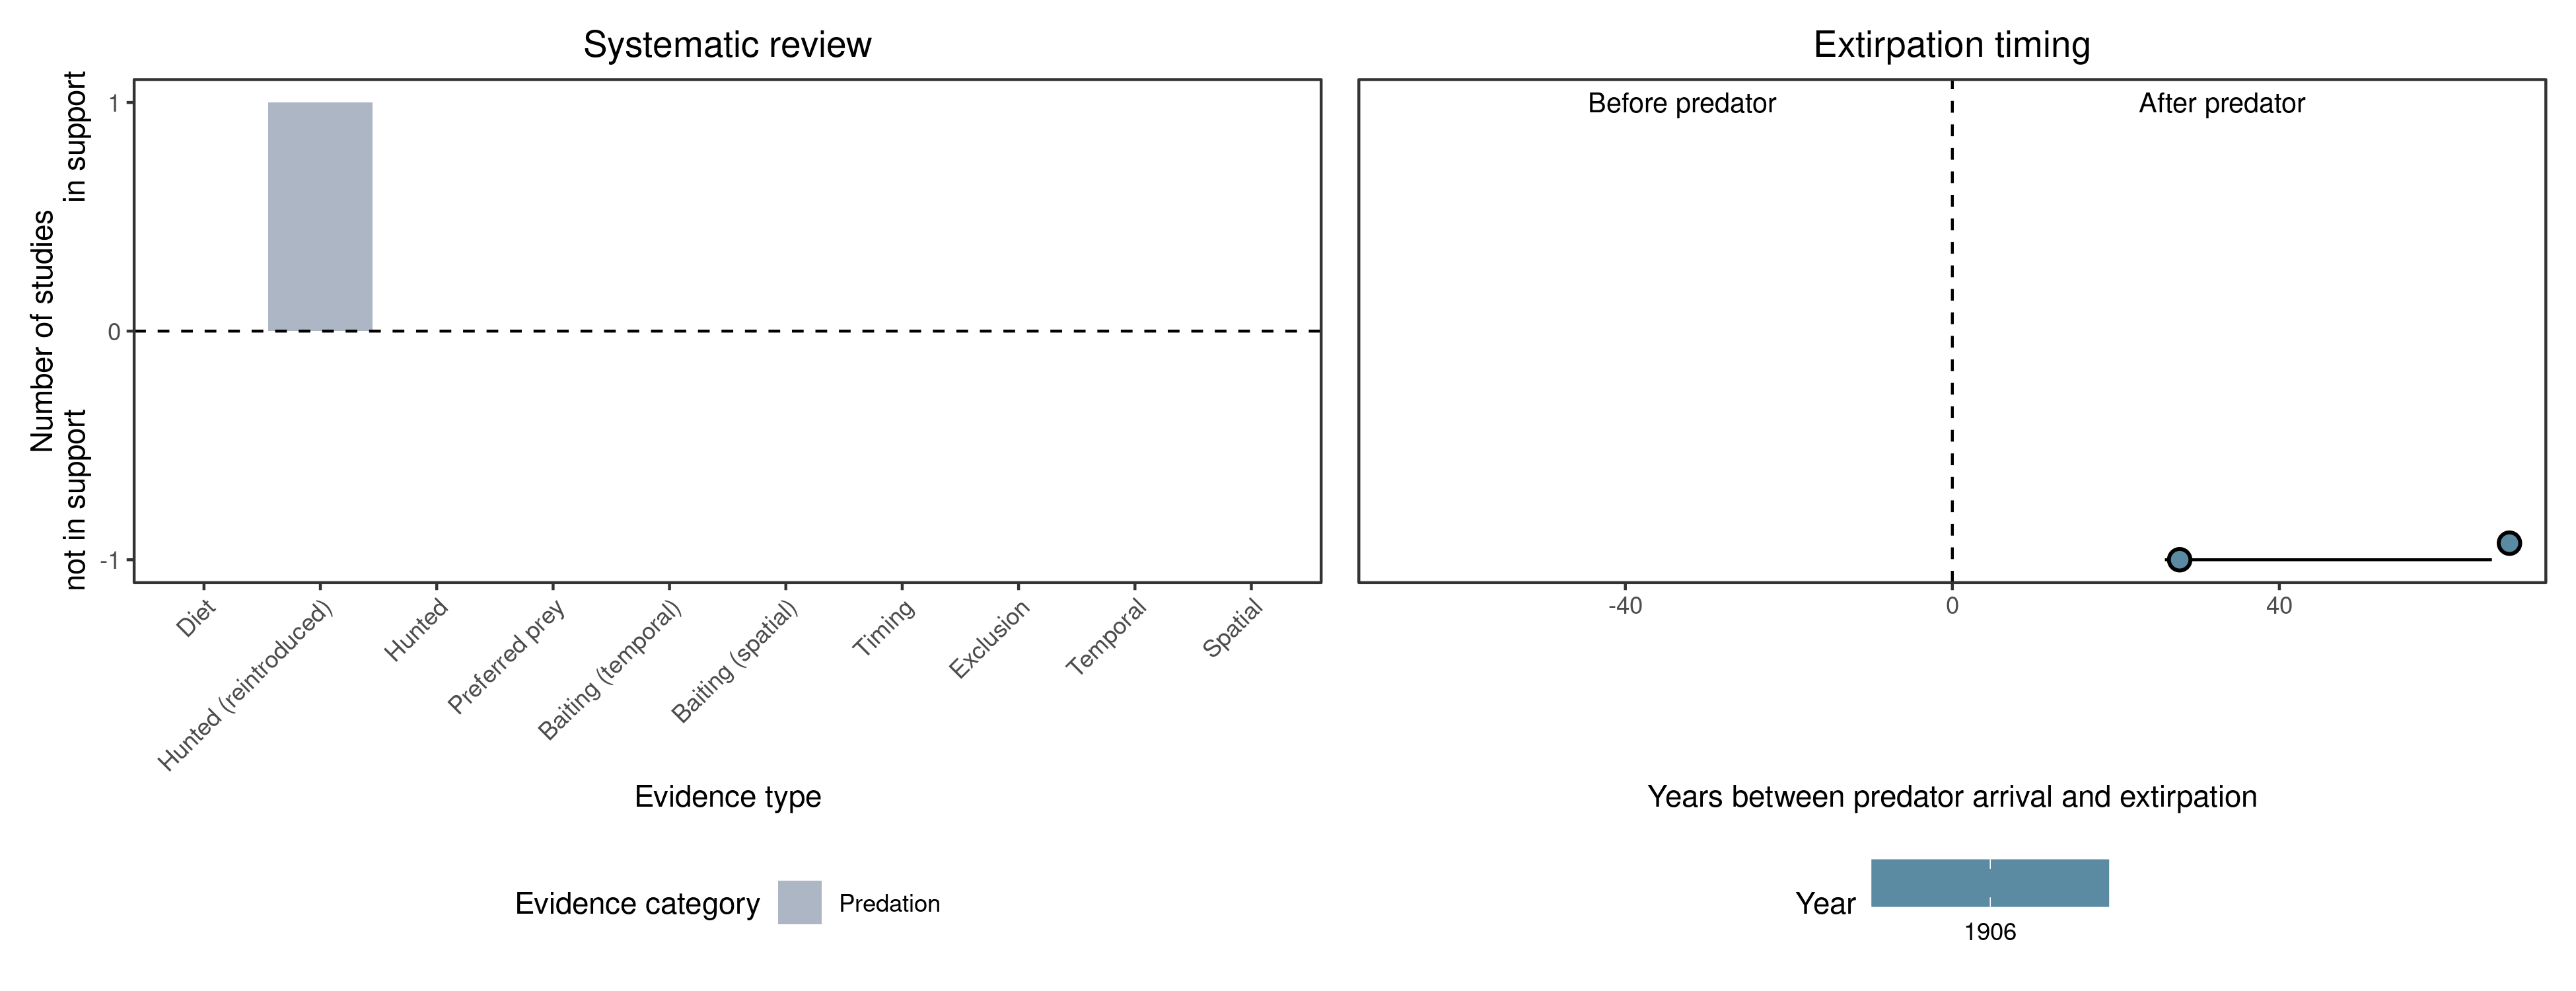 Systematic review
Number of studies
not in support
in support
1
0
-1
Diet
Hunted (reintroduced)
Hunted
Preferred prey
Baiting (temporal)
Baiting (spatial)
Timing
Exclusion
Temporal
Spatial
Evidence type
Evidence category
Predation
Extirpation timing
Before predator
After predator
-40
0
40
Years between predator arrival and extirpation
Year
1906